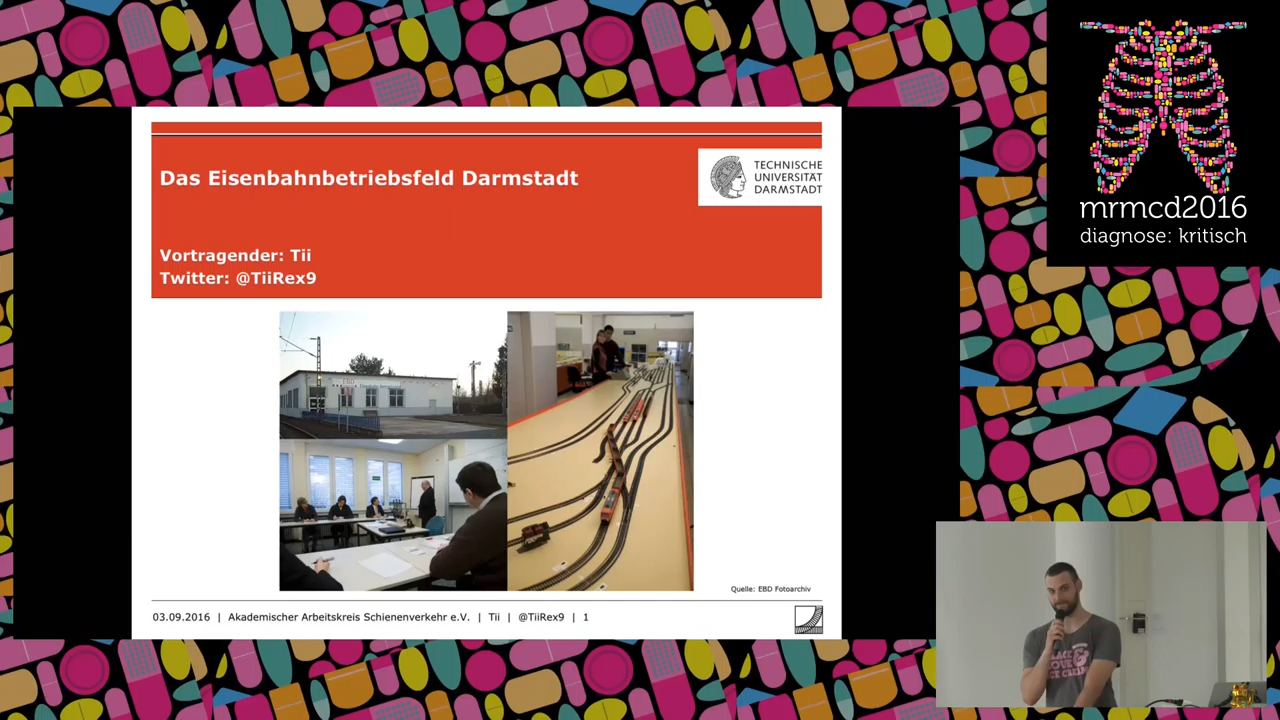 Das Eisenbahnbetriebsfeld Darmstadt
TECHNISCHE
UNIVERSITÄT
DARMSTADT
Vortragender: Tii
Twitter: @TiiRex9
Quelle: EBD Fotoarchiv
03.09.2016 | Akademischer Arbeitskreis Schienenverkehr e.V. | Tii | @TiiRex9 | 1
mrmcd2016
diagnose: kritisch